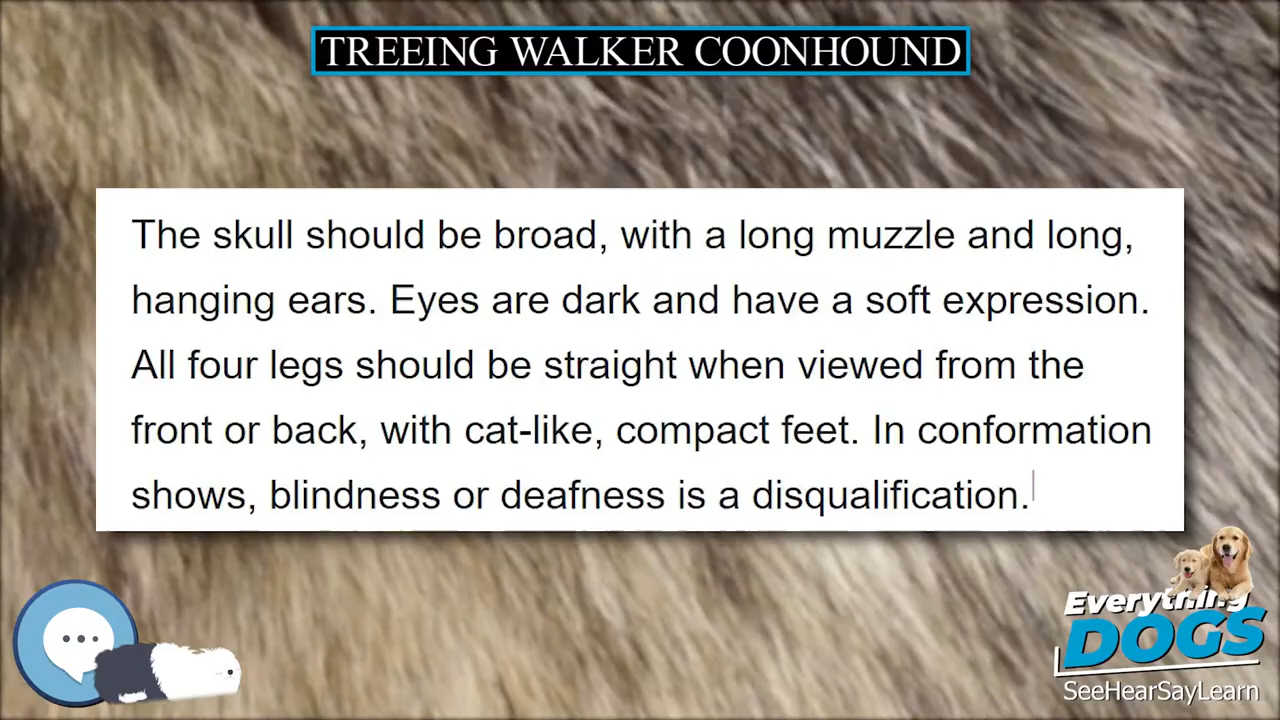 TREEING WALKER COONHOUND
The skull should be broad, with a long muzzle and long,
hanging ears. Eyes are dark and have a soft expression.
All four legs should be straight when viewed from the
front or back, with cat-like, compact feet. In conformation
shows, blindness or deafness is a disqualification.
Everything
DOGS
SeeHearSayLearn